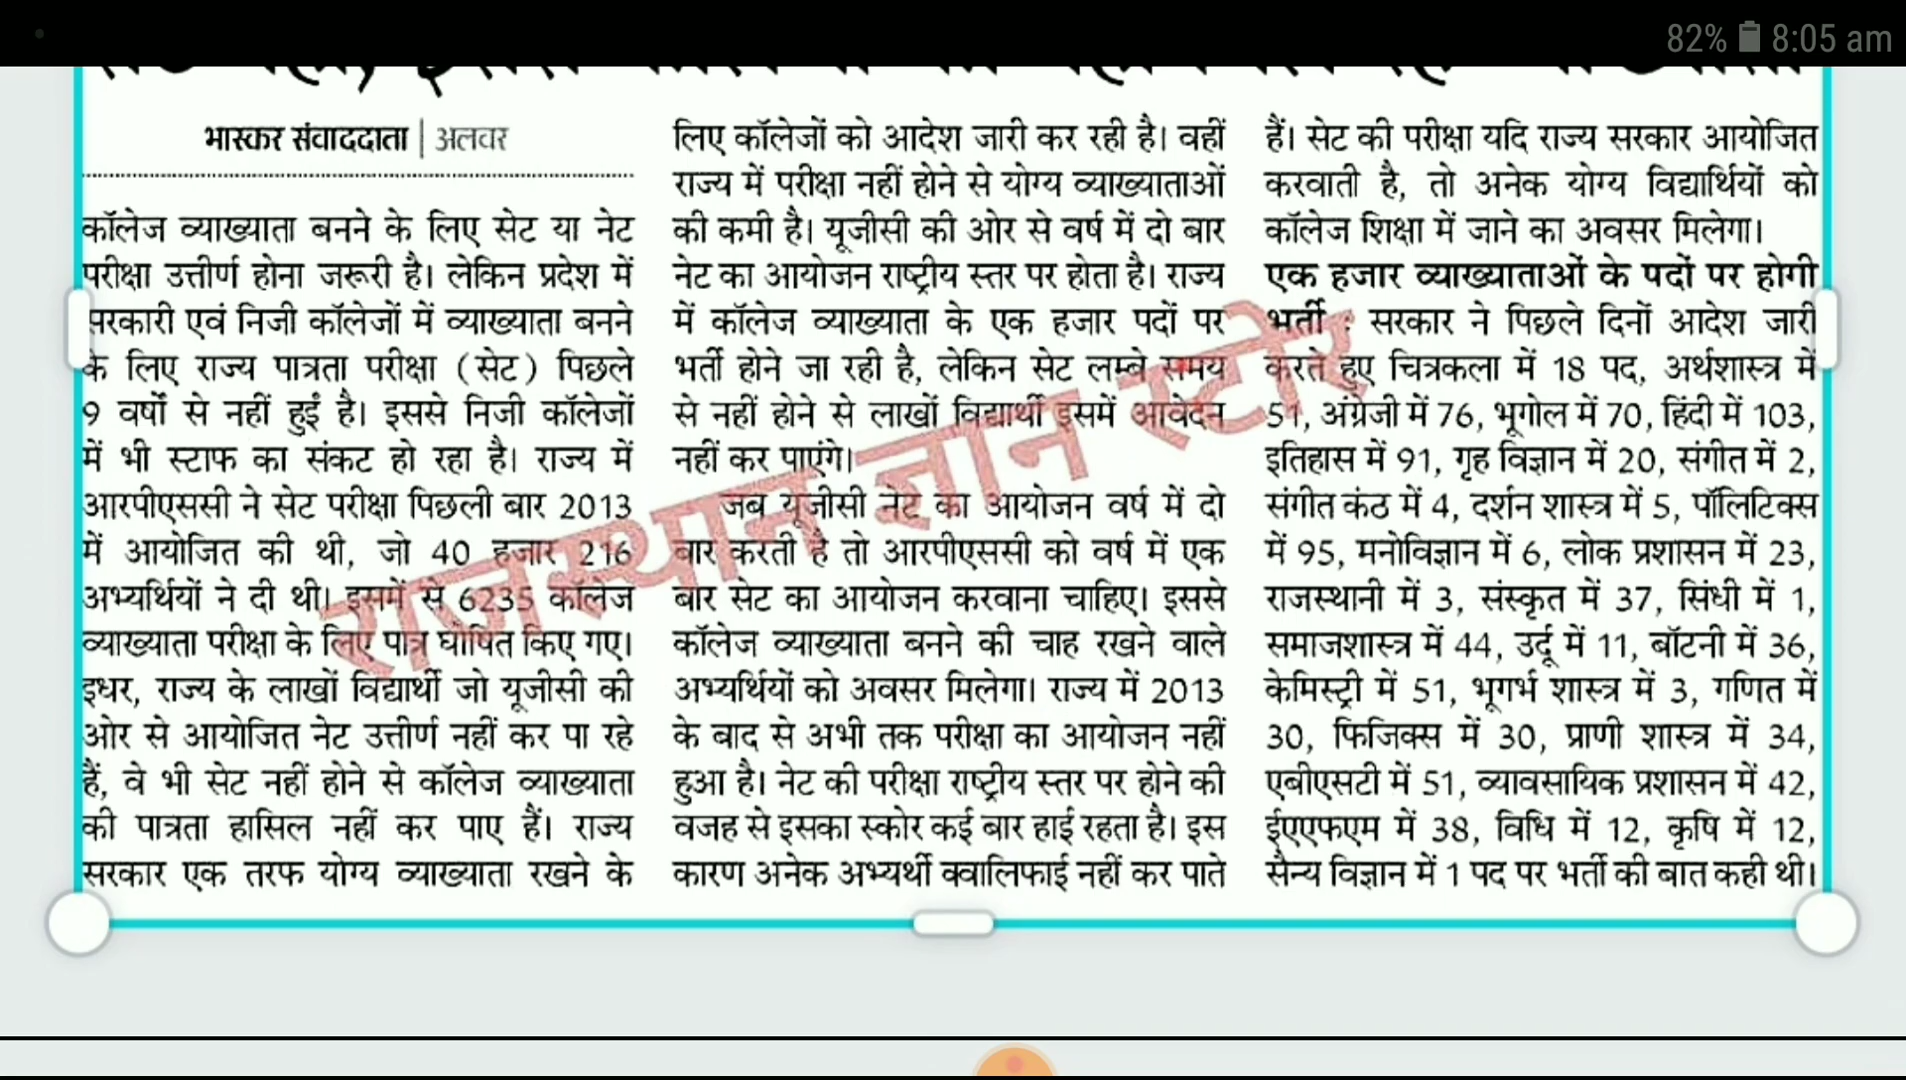 82% 8:05 am
भास्कर संवाददाता | अलवर
कॉलेज व्याख्याता बनने के लिए सेट या नेट
परीक्षा उत्तीर्ण होना जरूरी है। लेकिन प्रदेश में
सरकारी एवं निजी कॉलेजों में व्याख्याता बनने
के लिए राज्य पात्रता परीक्षा (सेट) पिछले
9 वर्षों से नहीं हुई है। इससे निजी कॉलेजों
में भी स्टाफ का संकट हो रहा है। राज्य में
आरपीएससी ने सेट परीक्षा पिछली बार 2013
में आयोजित की थी, जो 40 हजार 216
अभ्यर्थियों ने दी थी। इसमें से 6235 कॉलेज
व्याख्याता परीक्षा के लिए पात्र घोषित किए गए।
इधर, राज्य के लाखों विद्यार्थी जो यूजीसी की
ओर से आयोजित नेट उत्तीर्ण नहीं कर पा रहे
हैं, वे भी सेट नहीं होने से कॉलेज व्याख्याता
की पात्रता हासिल नहीं कर पाए हैं। राज्य
सरकार एक तरफ योग्य व्याख्याता रखने के
लिए कॉलेजों को आदेश जारी कर रही है। वहीं
राज्य में परीक्षा नहीं होने से योग्य व्याख्याताओं
की कमी है। यूजीसी की ओर से वर्ष में दो बार
नेट का आयोजन राष्ट्रीय स्तर पर होता है। राज्य
में कॉलेज व्याख्याता के एक हजार पदों पर
भर्ती होने जा रही है, लेकिन सेट लम्बे समय
से नहीं होने से लाखों विद्यार्थी इसमें आवेदन
नहीं कर पाएंगे।
जब यूजीसी नेट का आयोजन वर्ष में दो
बार करती है तो आरपीएससी को वर्ष में एक
बार सेट का आयोजन करवाना चाहिए। इससे
कॉलेज व्याख्याता बनने की चाह रखने वाले
अभ्यर्थियों को अवसर मिलेगा। राज्य में 2013
के बाद से अभी तक परीक्षा का आयोजन नहीं
हुआ है। नेट की परीक्षा राष्ट्रीय स्तर पर होने की
वजह से इसका स्कोर कई बार हाई रहता है। इस
कारण अनेक अभ्यर्थी क्वालिफाई नहीं कर पाते
हैं। सेट की परीक्षा यदि राज्य सरकार आयोजित
करवाती है, तो अनेक योग्य विद्यार्थियों को
कॉलेज शिक्षा में जाने का अवसर मिलेगा।
एक हजार व्याख्याताओं के पदों पर होगी
भर्ती : सरकार ने पिछले दिनों आदेश जारी
करते हुए चित्रकला में 18 पद, अर्थशास्त्र में
51, अंग्रेजी में 76, भूगोल में 70, हिंदी में 103,
इतिहास में 91, गृह विज्ञान में 20, संगीत में 2,
संगीत कंठ में 4, दर्शन शास्त्र में 5, पॉलिटिक्स
में 95, मनोविज्ञान में 6, लोक प्रशासन में 23,
राजस्थानी में 3, संस्कृत में 37, सिंधी में 1,
समाजशास्त्र में 44, उर्दू में 11, बॉटनी में 36,
केमिस्ट्री में 51, भूगर्भ शास्त्र में 3, गणित में
30, फिजिक्स में 30, प्राणी शास्त्र में 34,
एबीएसटी में 51, व्यावसायिक प्रशासन में 42,
ईएएफएम में 38, विधि में 12, कृषि में 12,
सैन्य विज्ञान में 1 पद पर भर्ती की बात कही थी।
राजस्थान ज्ञान स्टोर